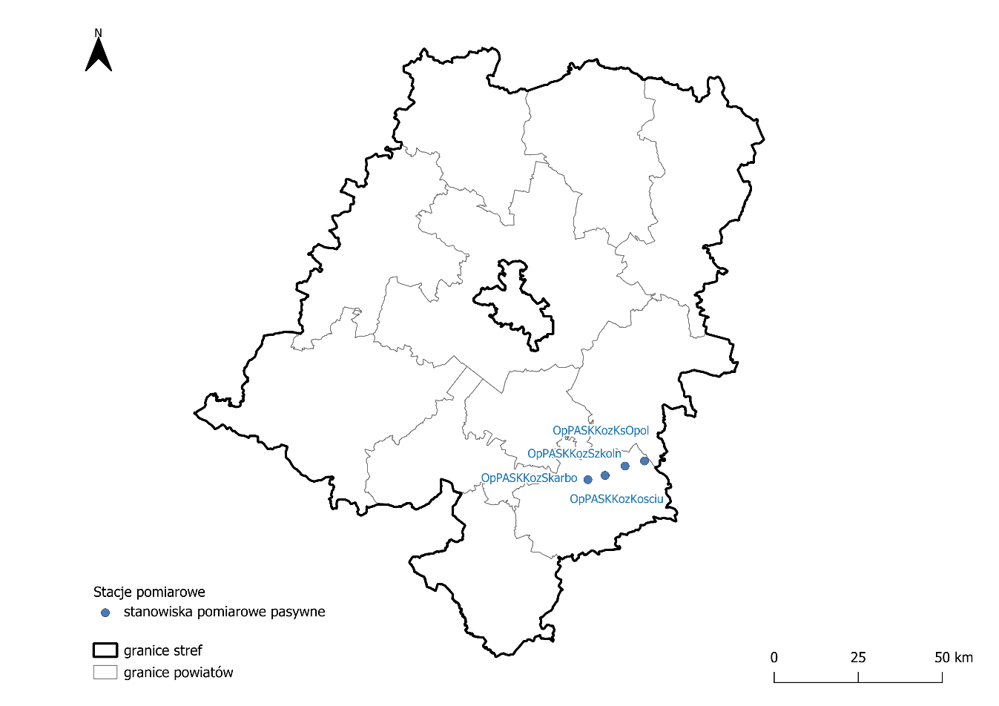 N
OpPASKKozKsOpol
OpPASKKozSzkoln
OpPASKKozSkarbo
OpPASKKozKosciu
Stacje pomiarowe
stanowiska pomiarowe pasywne
granice stref
granice powiatów
0 25 50 km